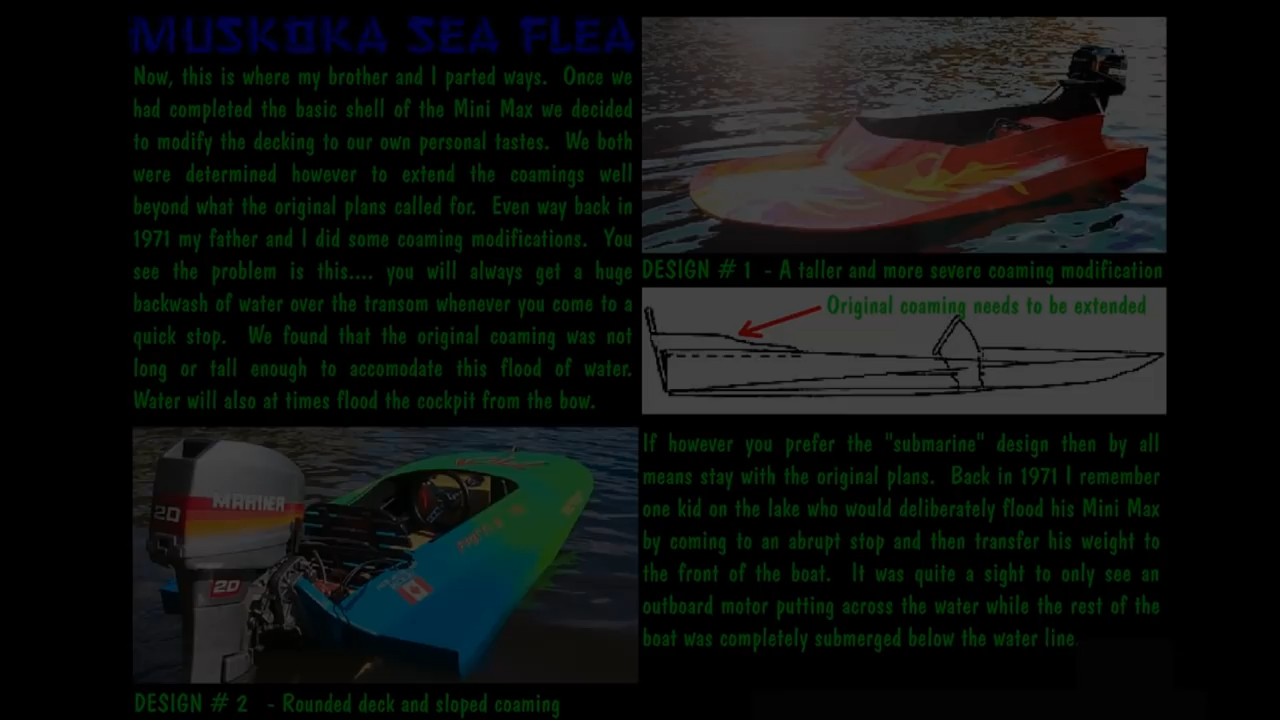 MUSKOKA SEA FLEA
Now, this is where my brother and I parted ways. Once we
had completed the basic shell of the Mini Max we decided
to modify the decking to our own personal tastes. We both
were determined however to extend the coamings well
beyond what the original plans called for. Even way back in
1971 my father and I did some coaming modifications. You
see the problem is this.... you will always get a huge
backwash of water over the transom whenever you come to a
quick stop. We found that the original coaming was not
long or tall enough to accomodate this flood of water.
Water will also at times flood the cockpit from the bow.
MARINER
20
20
DESIGN # 2 - Rounded deck and sloped coaming
DESIGN # 1 - A taller and more severe coaming modification
Original coaming needs to be extended
If however you prefer the "submarine" design then by all
means stay with the original plans. Back in 1971 I remember
one kid on the lake who would deliberately flood his Mini Max
by coming to an abrupt stop and then transfer his weight to
the front of the boat. It was quite a sight to only see an
outboard motor putting across the water while the rest of the
boat was completely submerged below the water line.